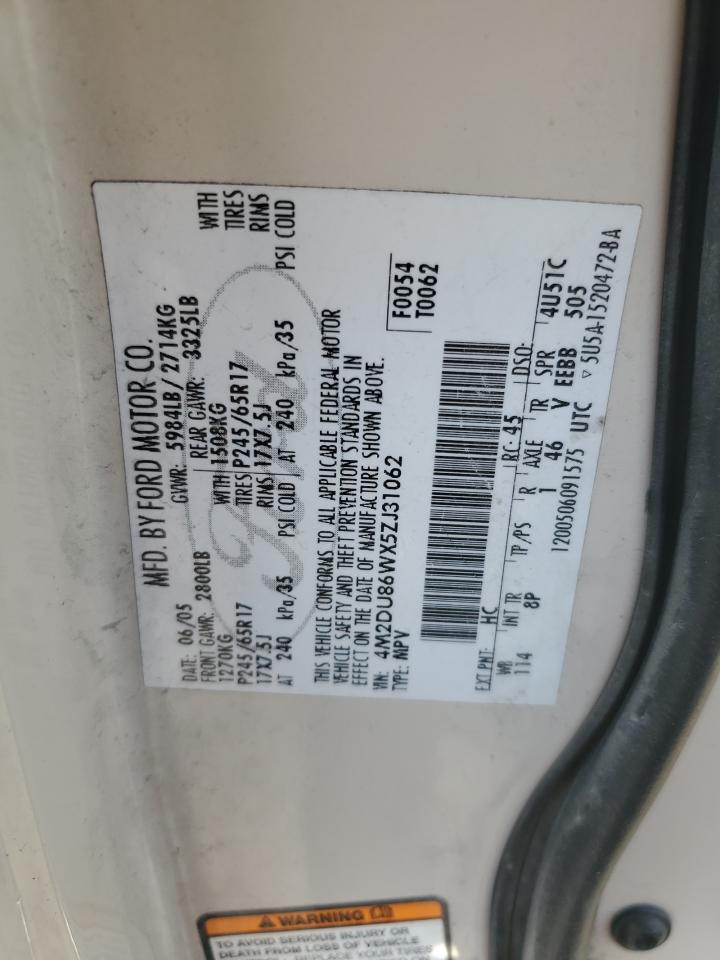 MFD. BY FORD MOTOR CO.
DATE: 06/05 GVWR: 5984LB / 2714KG
FRONT GAWR: 2800LB REAR GAWR: 3325LB
1270KG WITH 1508KG WITH
P245/65R17 TIRES P245/65R17 TIRES
17X7.5J RIMS 17X7.5J RIMS
AT 240 kPa/35 PSI COLD AT 240 kPa/35 PSI COLD
Ford
THIS VEHICLE CONFORMS TO ALL APPLICABLE FEDERAL MOTOR
VEHICLE SAFETY AND THEFT PREVENTION STANDARDS IN
EFFECT ON THE DATE OF MANUFACTURE SHOWN ABOVE.
VIN: 4M2DU86WX5ZJ31062
TYPE: MPV
F0054
T0062
EXT PNT: HC RC: 45 DSO:
WB INT TR TP/PS R AXLE TR SPR 4U51C
114 8P 1 46 V EEBB 505
1200506091575 UTC ▽ 5U5A-1520472-BA
WARNING
TO AVOID SERIOUS INJURY OR
DEATH FROM LOSS OF VEHICLE
REPLACE YOUR TIRES